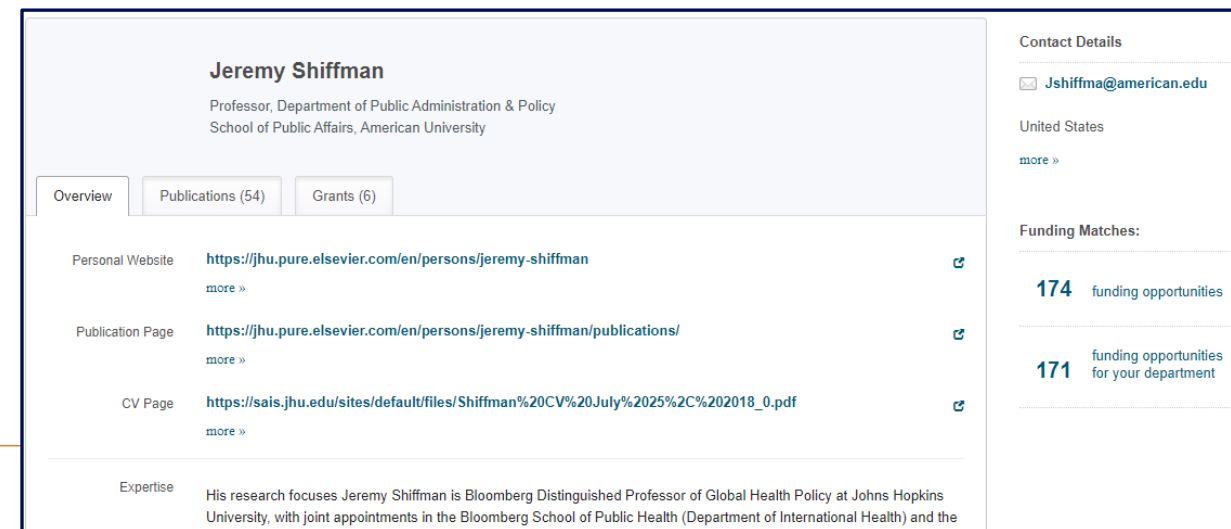 Jeremy Shiffman
Professor, Department of Public Administration & Policy
School of Public Affairs, American University
Overview
Publications (54)
Grants (6)
Personal Website
https://jhu.pure.elsevier.com/en/persons/jeremy-shiffman
more »
Publication Page
https://jhu.pure.elsevier.com/en/persons/jeremy-shiffman/publications/
more »
CV Page
https://sais.jhu.edu/sites/default/files/Shiffman%20CV%20July%2025%2C%202018_0.pdf
more »
Expertise
His research focuses Jeremy Shiffman is Bloomberg Distinguished Professor of Global Health Policy at Johns Hopkins
University, with joint appointments in the Bloomberg School of Public Health (Department of International Health) and the
Contact Details
Jshiffma@american.edu
United States
more »
Funding Matches:
174 funding opportunities
171 funding opportunities
for your department